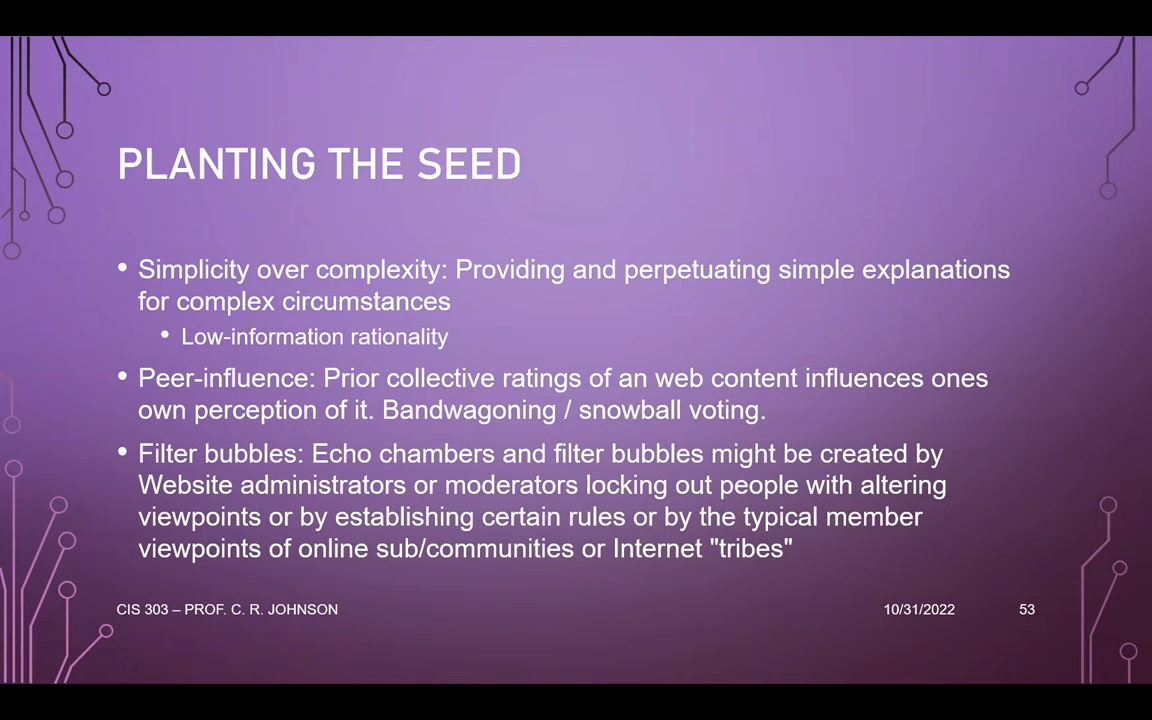 PLANTING THE SEED
• Simplicity over complexity: Providing and perpetuating simple explanations
for complex circumstances
• Low-information rationality
• Peer-influence: Prior collective ratings of an web content influences ones
own perception of it. Bandwagoning / snowball voting.
• Filter bubbles: Echo chambers and filter bubbles might be created by
Website administrators or moderators locking out people with altering
viewpoints or by establishing certain rules or by the typical member
viewpoints of online sub/communities or Internet "tribes"
CIS 303 – PROF. C. R. JOHNSON 10/31/2022 53